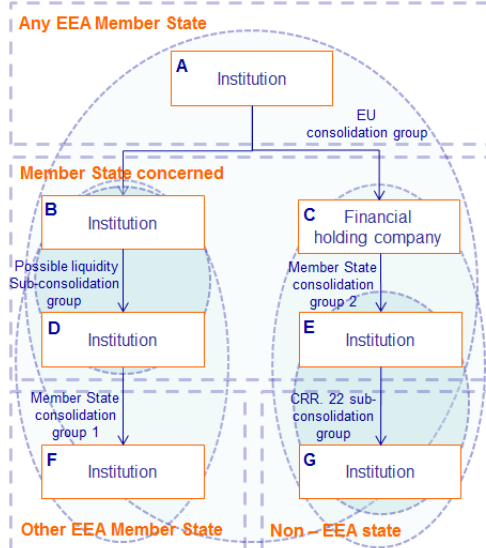 Any EEA Member State
A
Institution
EU
consolidation group
Member State concerned
B
Institution
C
Financial
holding company
Possible liquidity
Sub-consolidation
group
Member State
consolidation
group 2
D
Institution
E
Institution
Member State
consolidation
group 1
CRR. 22 sub-
consolidation
group
F
Institution
G
Institution
Other EEA Member State
Non – EEA state